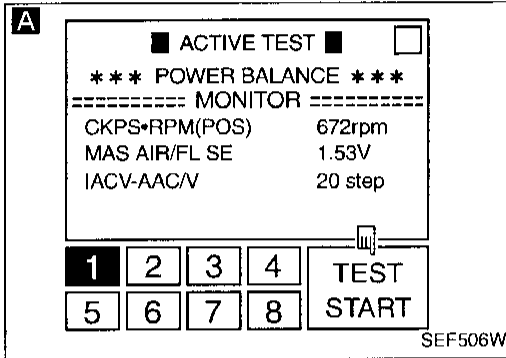 A
■ ACTIVE TEST ■
*** POWER BALANCE ***
========== MONITOR ==========
CKPS•RPM(POS) 672rpm
MAS AIR/FL SE 1.53V
IACV-AAC/V 20 step
1 2 3 4 TEST
5 6 7 8 START
SEF506W